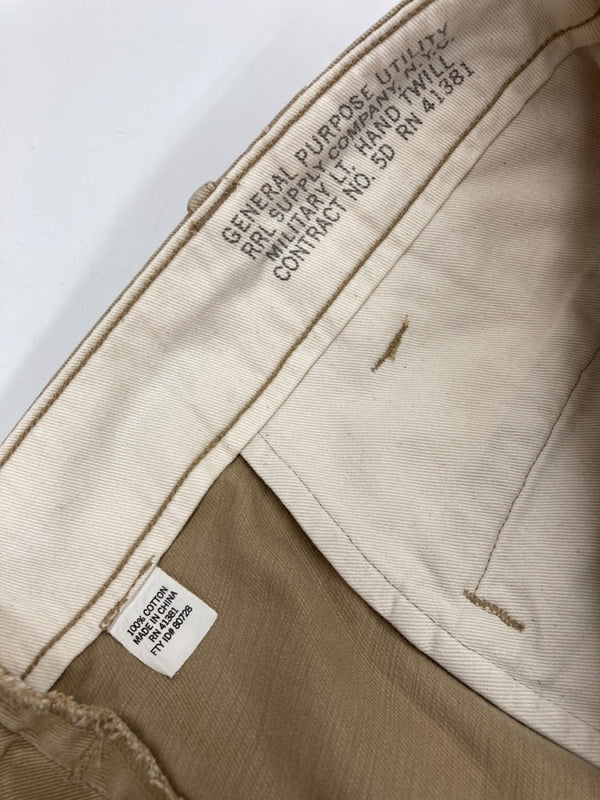 GENERAL PURPOSE UTILITY
RRL SUPPLY COMPANY, N.Y.C.
MILITARY LT. HAND TWILL
CONTRACT NO. 5D RN 41381
100% COTTON
MADE IN CHINA
RN 41381
FTY ID# 80728